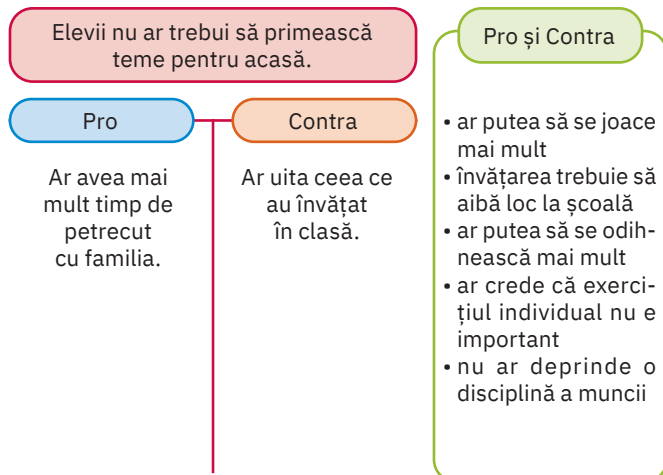 Elevii nu ar trebui să primească
teme pentru acasă.
Pro
Contra
Ar avea mai
mult timp de
petrecut
cu familia.
Ar uita ceea ce
au învățat
în clasă.
Pro și Contra
• ar putea să se joace
mai mult
• învățarea trebuie să
aibă loc la școală
• ar putea să se odih-
nească mai mult
• ar crede că exerci-
țiul individual nu e
important
• nu ar deprinde o
disciplină a muncii